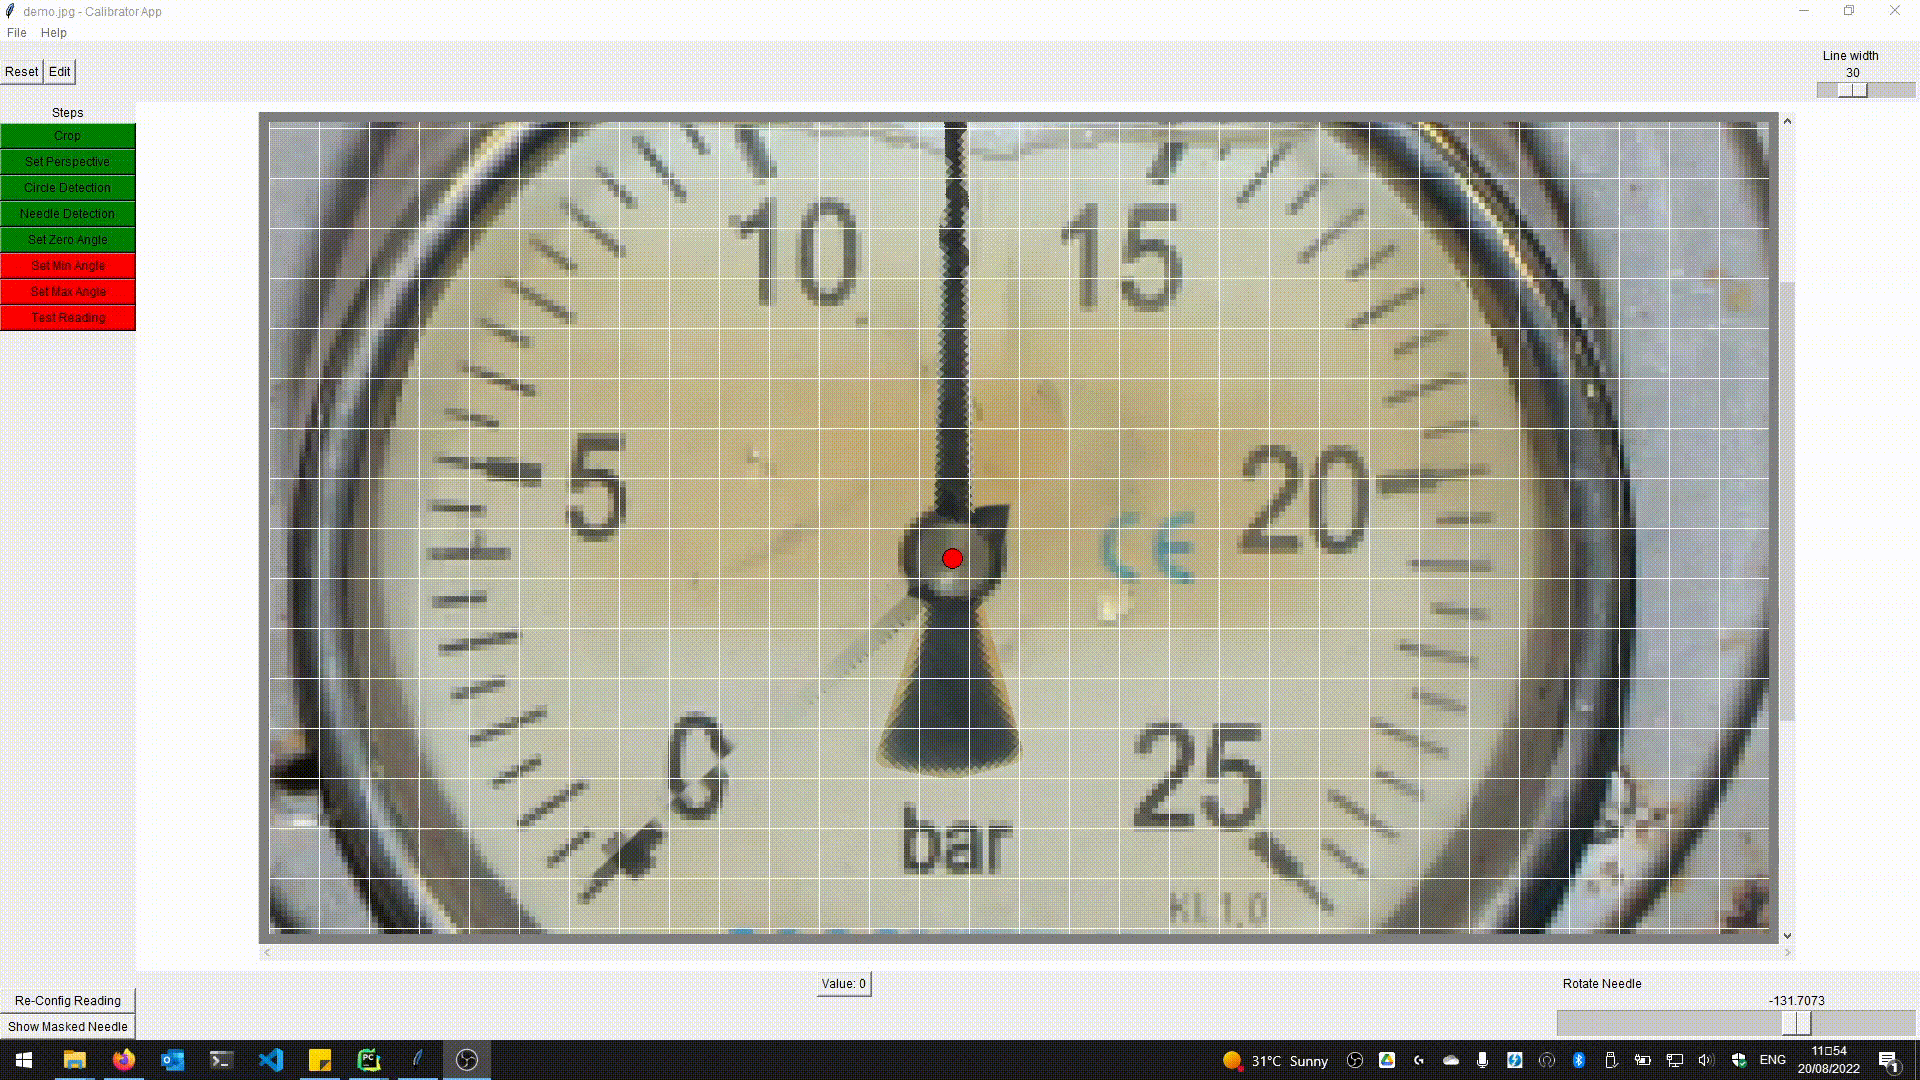 demo.jpg - Calibrator App
File Help
Reset Edit
Line width
30
Steps
Crop
Set Perspective
Circle Detection
Needle Detection
Set Zero Angle
Set Min Angle
Set Max Angle
Test Reading
10 15
5 20
CE
0 25
bar
KL 1.0
Value: 0
Rotate Needle
-131.7073
Re-Config Reading
Show Masked Needle
31°C Sunny
ENG
11□54
20/08/2022
1